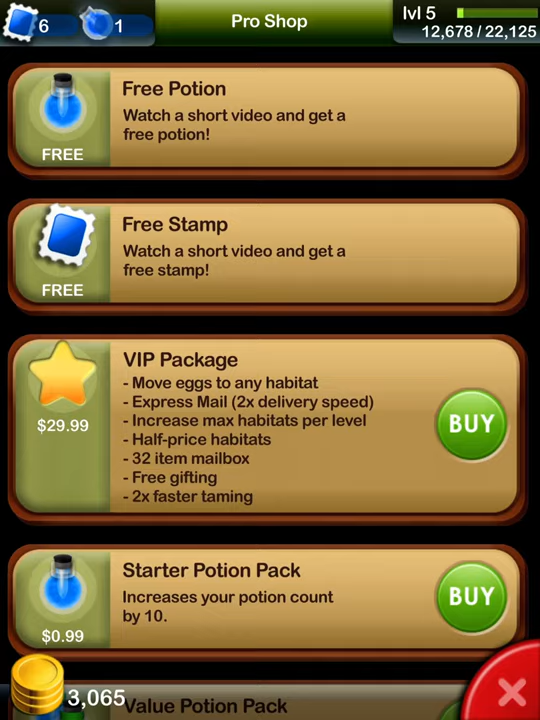 6
1
Pro Shop
lvl 5
12,678 / 22,125
Free Potion
Watch a short video and get a
free potion!
FREE
Free Stamp
Watch a short video and get a
free stamp!
FREE
VIP Package
- Move eggs to any habitat
- Express Mail (2x delivery speed)
- Increase max habitats per level
- Half-price habitats
- 32 item mailbox
- Free gifting
- 2x faster taming
$29.99
BUY
Starter Potion Pack
Increases your potion count
by 10.
$0.99
BUY
3,065
Value Potion Pack